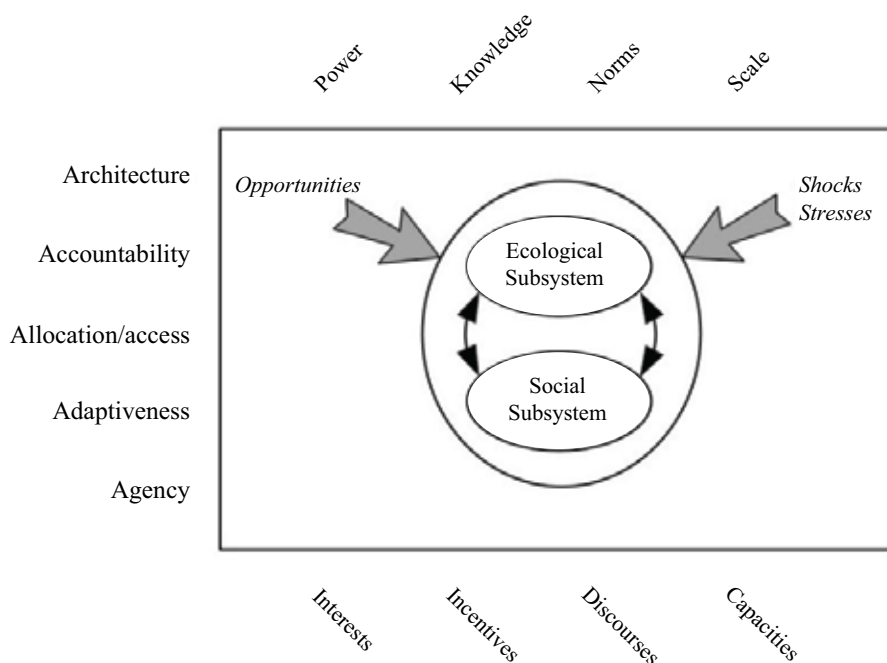 Power
Knowledge
Norms
Scale
Architecture
Opportunities
Shocks
Stresses
Accountability
Ecological
Subsystem
Allocation/access
Social
Subsystem
Adaptiveness
Agency
Interests
Incentives
Discourses
Capacities